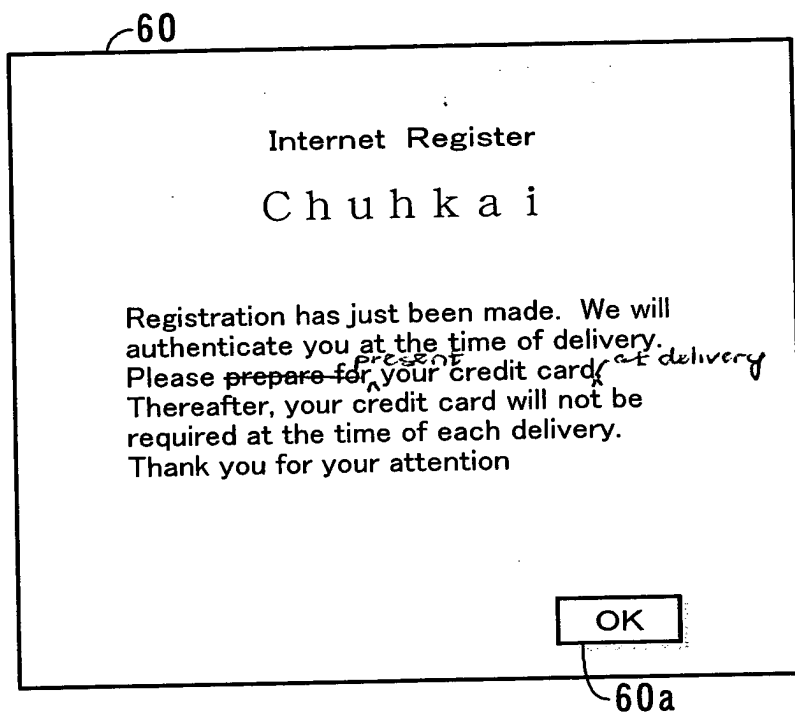 60
Internet Register
Chuhkai
Registration has just been made. We will
authenticate you at the time of delivery.
Please prepare for present your credit card at delivery
Thereafter, your credit card will not be
required at the time of each delivery.
Thank you for your attention
OK
60a